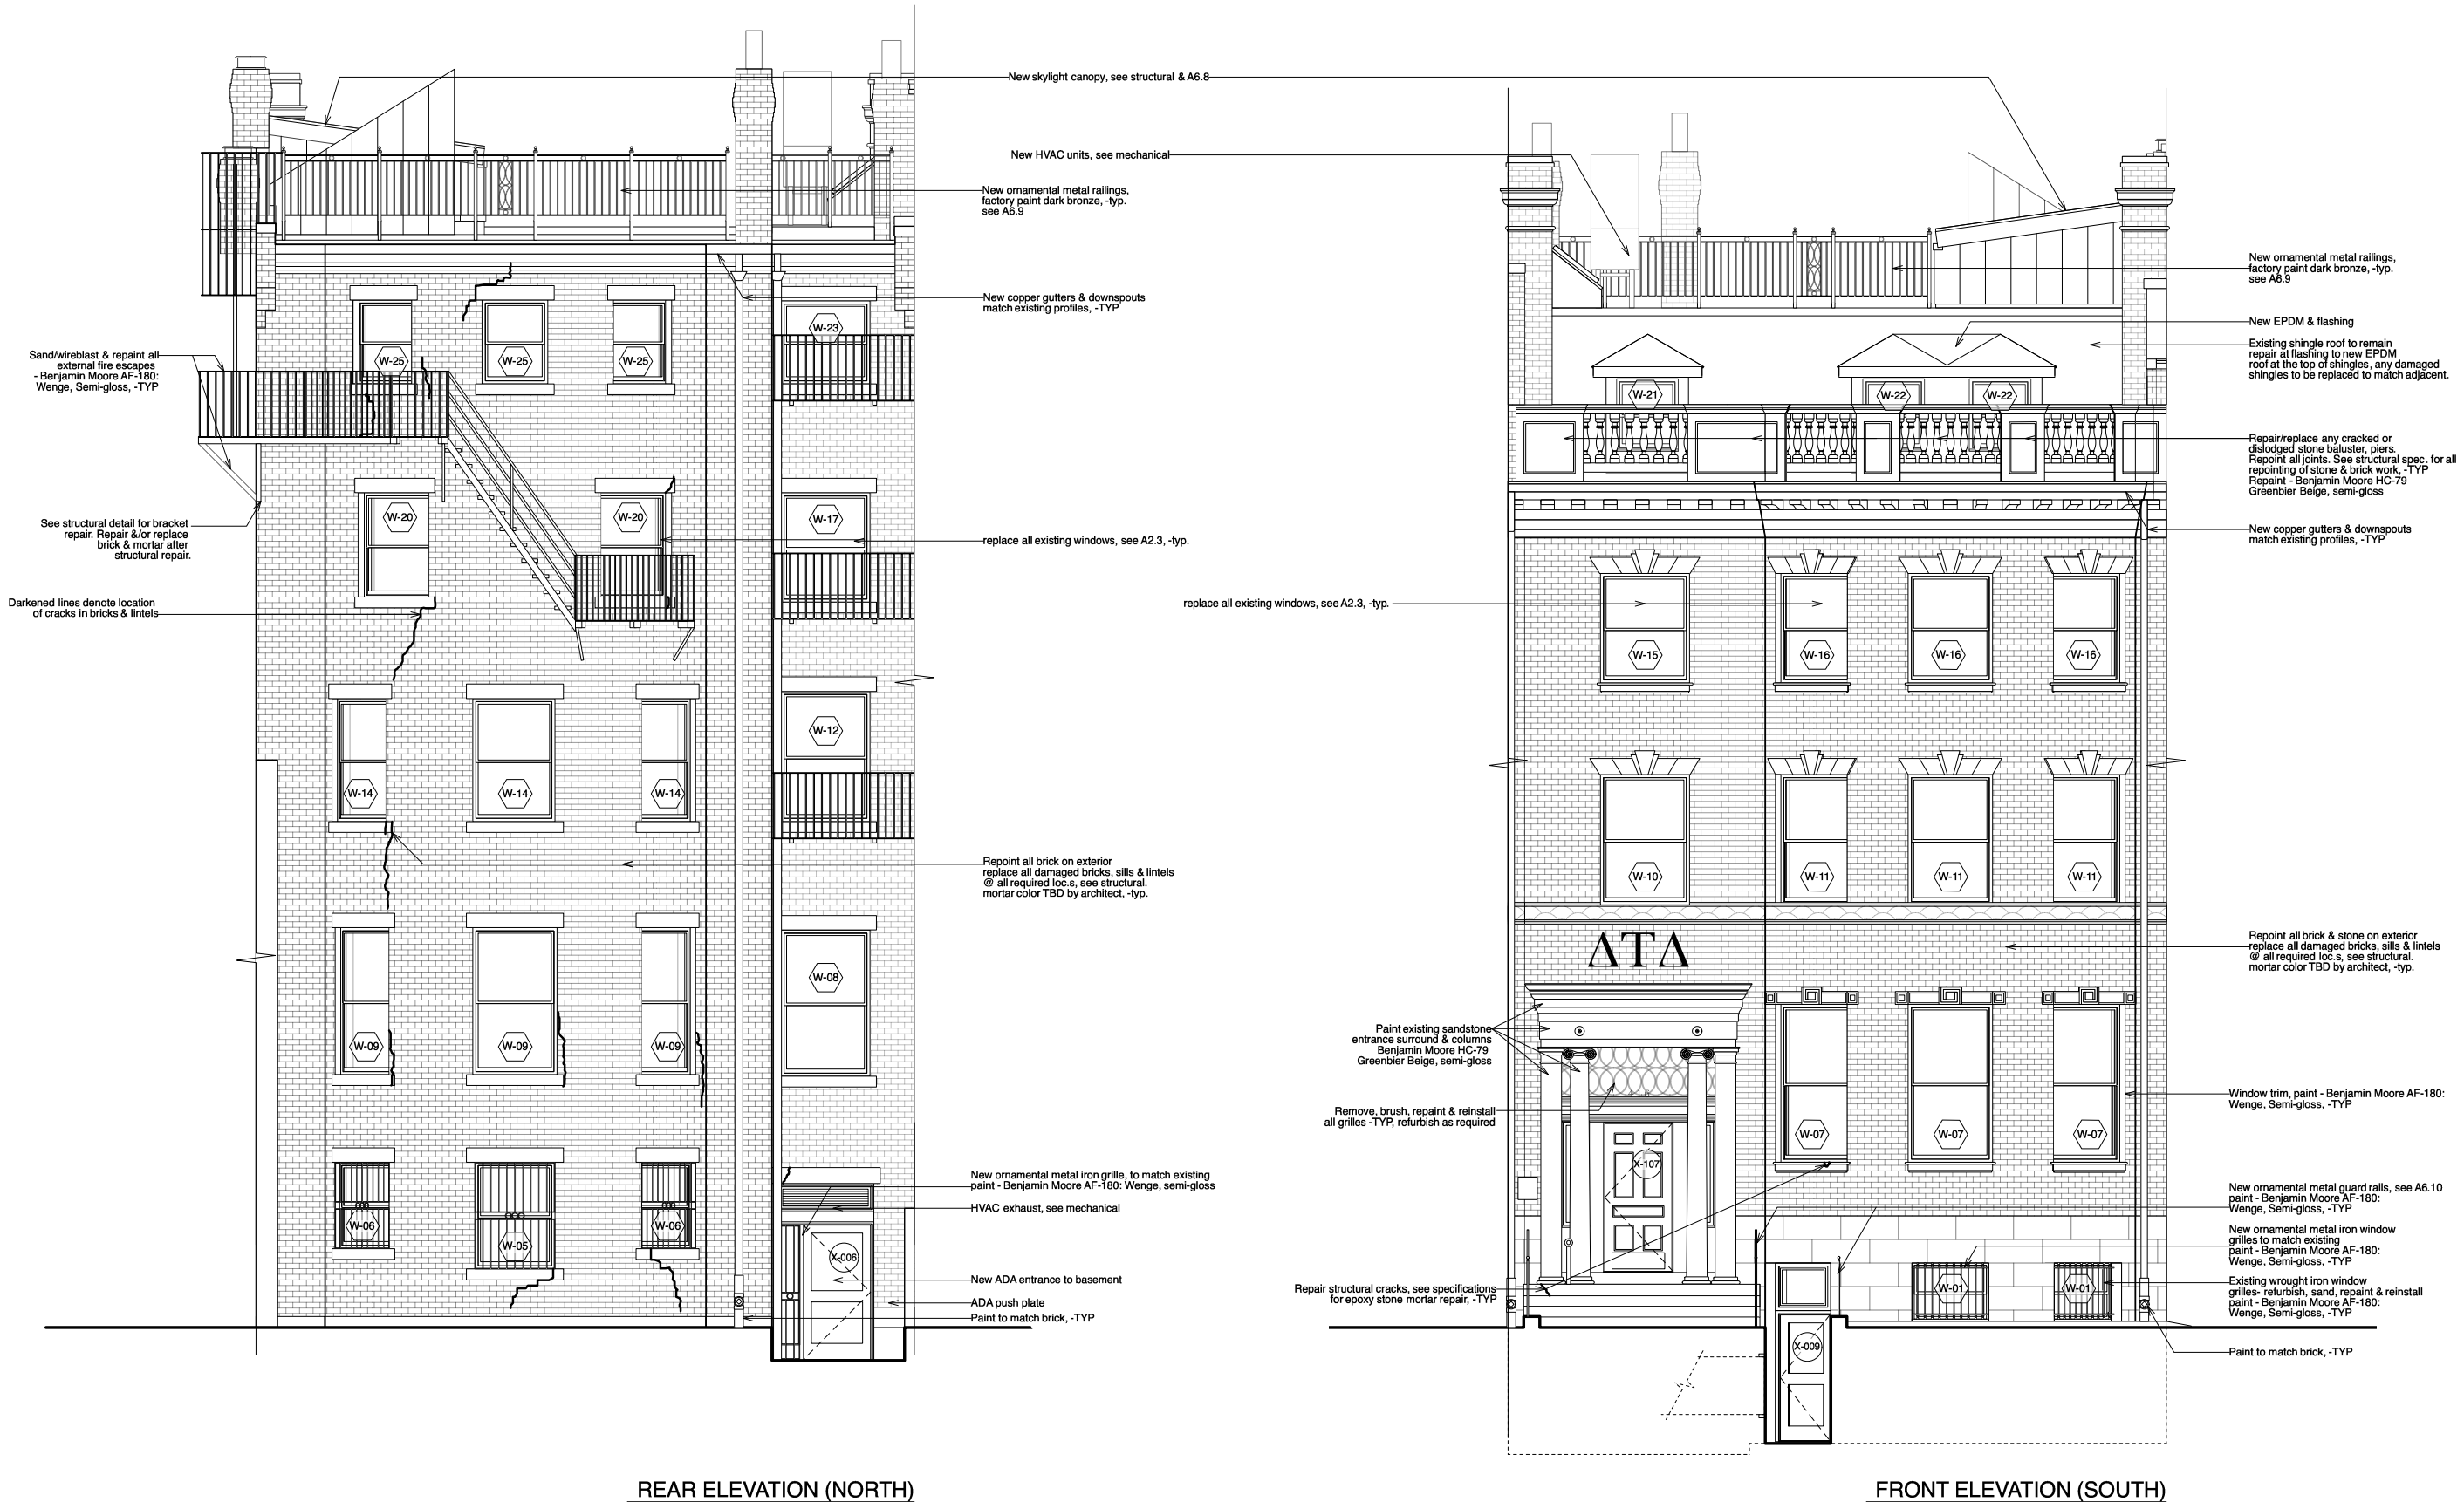 New skylight canopy, see structural & A6.8
New HVAC units, see mechanical
New ornamental metal railings,
factory paint dark bronze, -typ.
see A6.9
New copper gutters & downspouts
match existing profiles, -TYP
Sand/wireblast & repaint all
external fire escapes
- Benjamin Moore AF-180:
Wenge, Semi-gloss, -TYP
See structural detail for bracket
repair. Repair &/or replace
brick & mortar after
structural repair.
replace all existing windows, see A2.3, -typ.
Darkened lines denote location
of cracks in bricks & lintels
Repoint all brick on exterior
replace all damaged bricks, sills & lintels
@ all required loc.s, see structural.
mortar color TBD by architect, -typ.
New ornamental metal iron grille, to match existing
paint - Benjamin Moore AF-180: Wenge, semi-gloss
HVAC exhaust, see mechanical
New ADA entrance to basement
ADA push plate
Paint to match brick, -TYP
W-23
W-25
W-25
W-25
W-20
W-20
W-17
W-12
W-14
W-14
W-14
W-08
W-09
W-09
W-09
W-06
W-05
W-06
X-006
REAR ELEVATION (NORTH)
New ornamental metal railings,
factory paint dark bronze, -typ.
see A6.9
New EPDM & flashing
Existing shingle roof to remain
repair at flashing to new EPDM
roof at the top of shingles, any damaged
shingles to be replaced to match adjacent.
Repair/replace any cracked or
dislodged stone baluster, piers.
Repoint all joints. See structural spec. for all
repointing of stone & brick work, -TYP
Repaint - Benjamin Moore HC-79
Greenbier Beige, semi-gloss
New copper gutters & downspouts
match existing profiles, -TYP
replace all existing windows, see A2.3, -typ.
Repoint all brick & stone on exterior
replace all damaged bricks, sills & lintels
@ all required loc.s, see structural.
mortar color TBD by architect, -typ.
Paint existing sandstone
entrance surround & columns
Benjamin Moore HC-79
Greenbier Beige, semi-gloss
Remove, brush, repaint & reinstall
all grilles -TYP, refurbish as required
Window trim, paint - Benjamin Moore AF-180:
Wenge, Semi-gloss, -TYP
New ornamental metal guard rails, see A6.10
paint - Benjamin Moore AF-180:
Wenge, Semi-gloss, -TYP
New ornamental metal iron window
grilles to match existing
paint - Benjamin Moore AF-180:
Wenge, Semi-gloss, -TYP
Existing wrought iron window
grilles- refurbish, sand, repaint & reinstall
paint - Benjamin Moore AF-180:
Wenge, Semi-gloss, -TYP
Repair structural cracks, see specifications
for epoxy stone mortar repair, -TYP
Paint to match brick, -TYP
W-21
W-22
W-22
W-15
W-16
W-16
W-16
W-10
W-11
W-11
W-11
ΔΤΔ
W-07
W-07
W-07
X-107
W-01
W-01
X-009
FRONT ELEVATION (SOUTH)